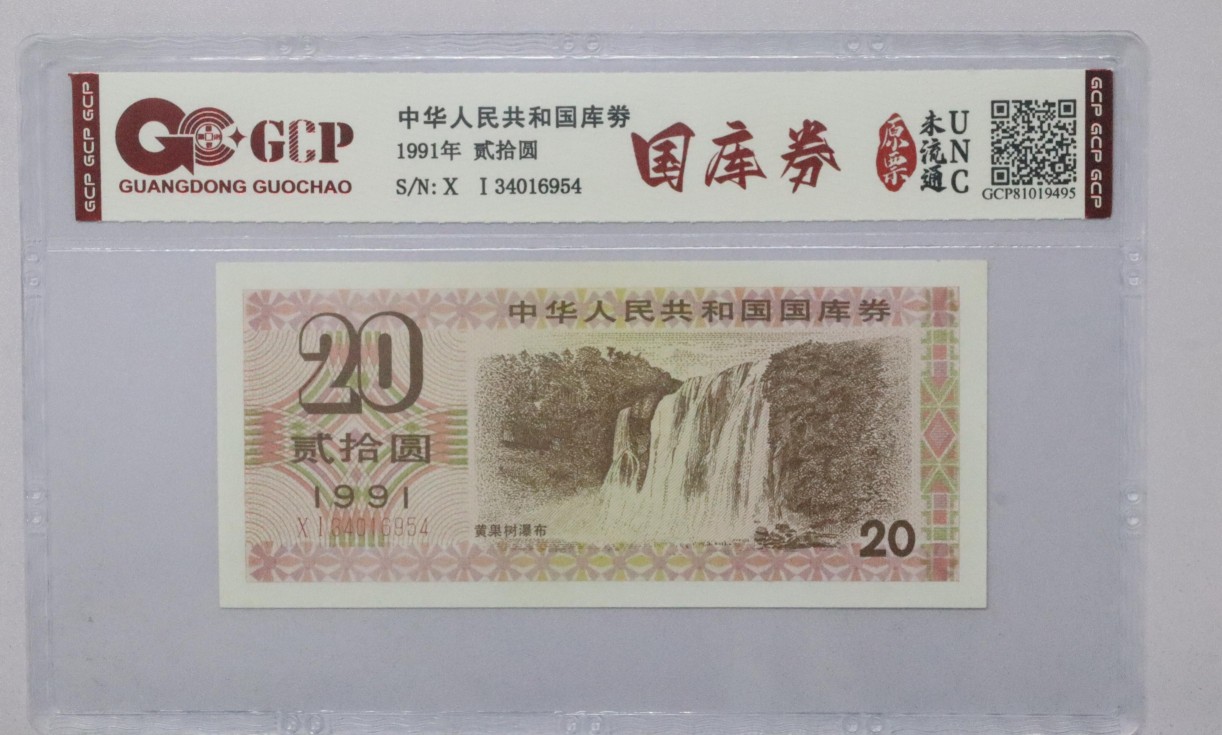 GCP GCP GCP
GCP
GUANGDONG GUOCHAO
中华人民共和国库券
1991年 贰拾圆
S/N: X I 34016954
国库券
原票
未流通
UNC
GCP81019495
GCP GCP GCP
中华人民共和国国库券
20
贰拾圆
1991
X I 34016954
黄果树瀑布
20